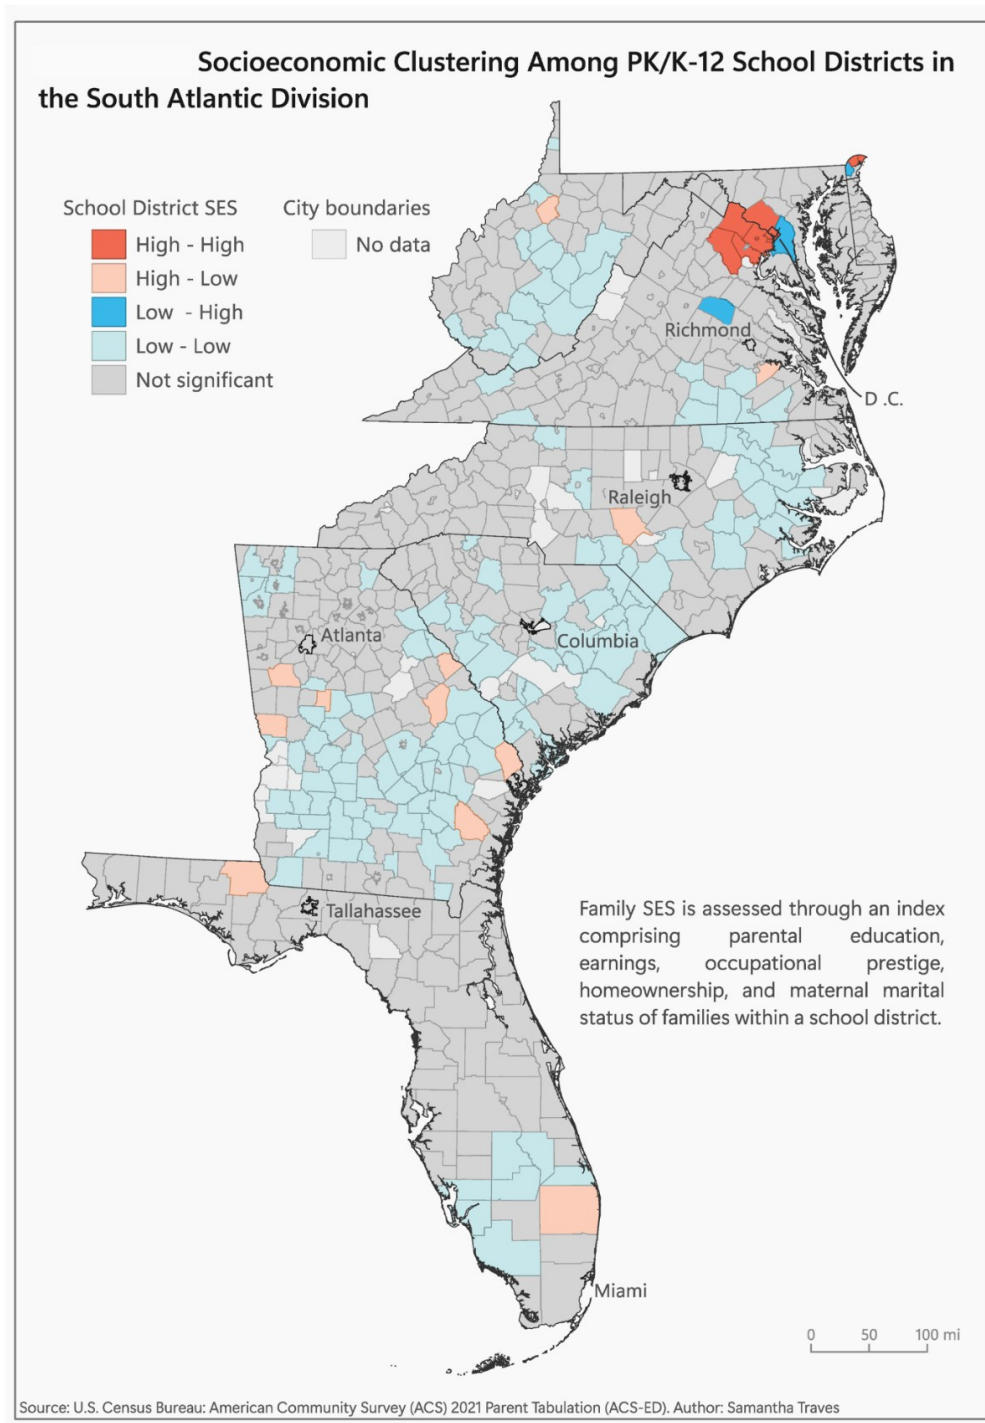 Socioeconomic Clustering Among PK/K-12 School Districts in
the South Atlantic Division
School District SES
High - High
High - Low
Low - High
Low - Low
Not significant
City boundaries
No data
Richmond
D .C.
Raleigh
Atlanta
Columbia
Tallahassee
Family SES is assessed through an index
comprising parental education,
earnings, occupational prestige,
homeownership, and maternal marital
status of families within a school district.
Miami
0 50 100 mi
Source: U.S. Census Bureau: American Community Survey (ACS) 2021 Parent Tabulation (ACS-ED). Author: Samantha Traves